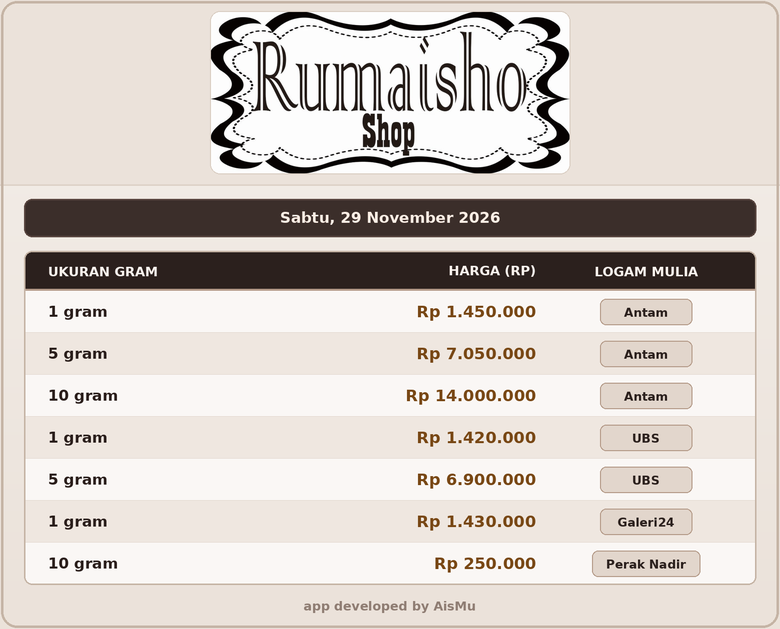 Rumaisho
Shop
Sabtu, 29 November 2026
UKURAN GRAM HARGA (RP) LOGAM MULIA
1 gram Rp 1.450.000 Antam
5 gram Rp 7.050.000 Antam
10 gram Rp 14.000.000 Antam
1 gram Rp 1.420.000 UBS
5 gram Rp 6.900.000 UBS
1 gram Rp 1.430.000 Galeri24
10 gram Rp 250.000 Perak Nadir
app developed by AisMu